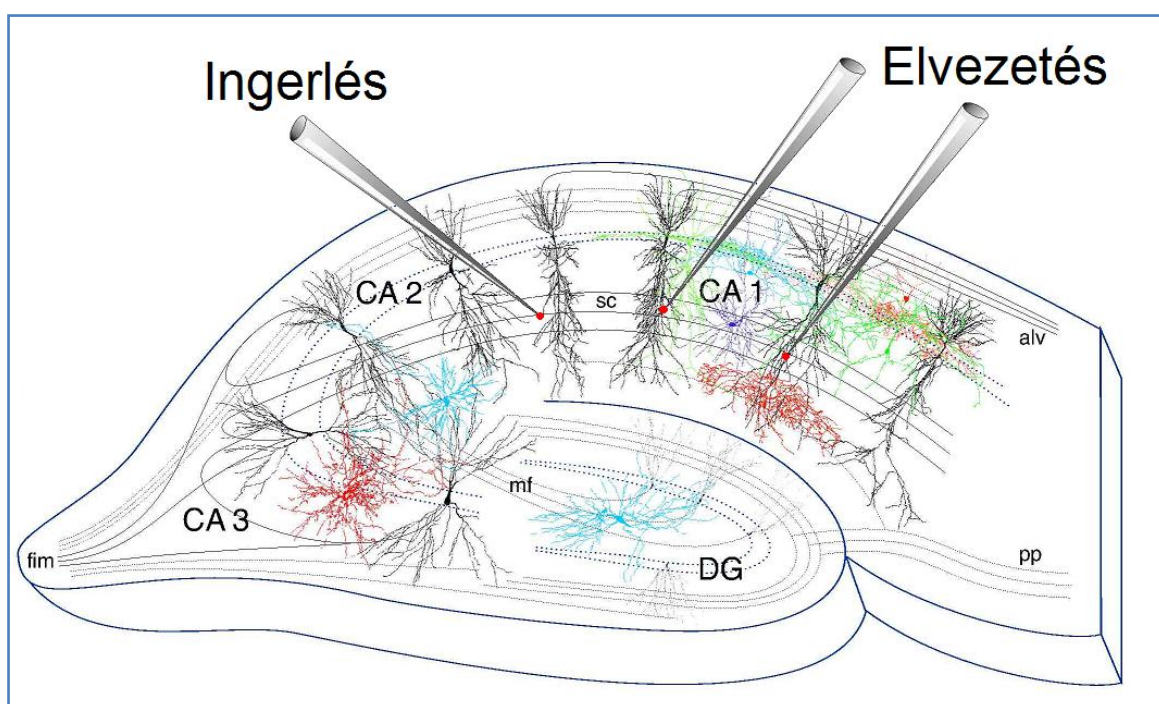 Elvezetés
Ingerlés
CA 2
sc
CA 1
alv
mf
CA 3
fim
DG
pp